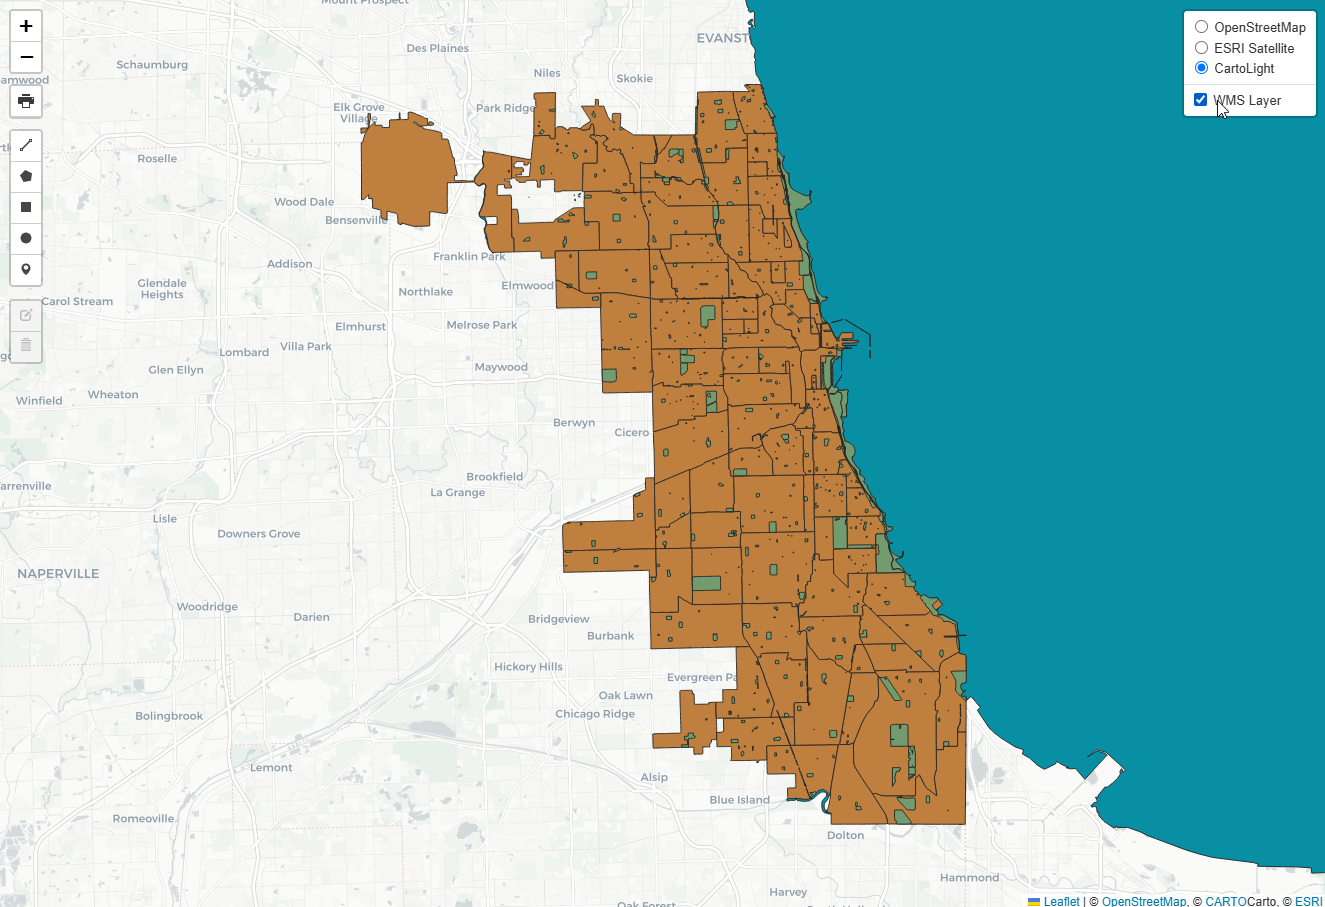 Mount Prospect
EVANST
Des Plaines
Schaumburg
Niles
Skokie
amwood
Elk Grove
Village
Park Ridge
Roselle
Wood Dale
Bensenville
Franklin Park
Addison
Glendale
Heights
Northlake
Elmwood
Carol Stream
Elmhurst
Melrose Park
Villa Park
Lombard
Glen Ellyn
Maywood
Wheaton
Winfield
Berwyn
Cicero
Brookfield
La Grange
arrenville
Lisle
Downers Grove
NAPERVILLE
Woodridge
Darien
Bridgeview
Burbank
Hickory Hills
Evergreen Pa
Oak Lawn
Chicago Ridge
Bolingbrook
Lemont
Alsip
Blue Island
Romeoville
Dolton
Hammond
Harvey
Oak Forest
+
−
OpenStreetMap
ESRI Satellite
CartoLight
WMS Layer
Leaflet | © OpenStreetMap, © CARTOCarto, © ESRI